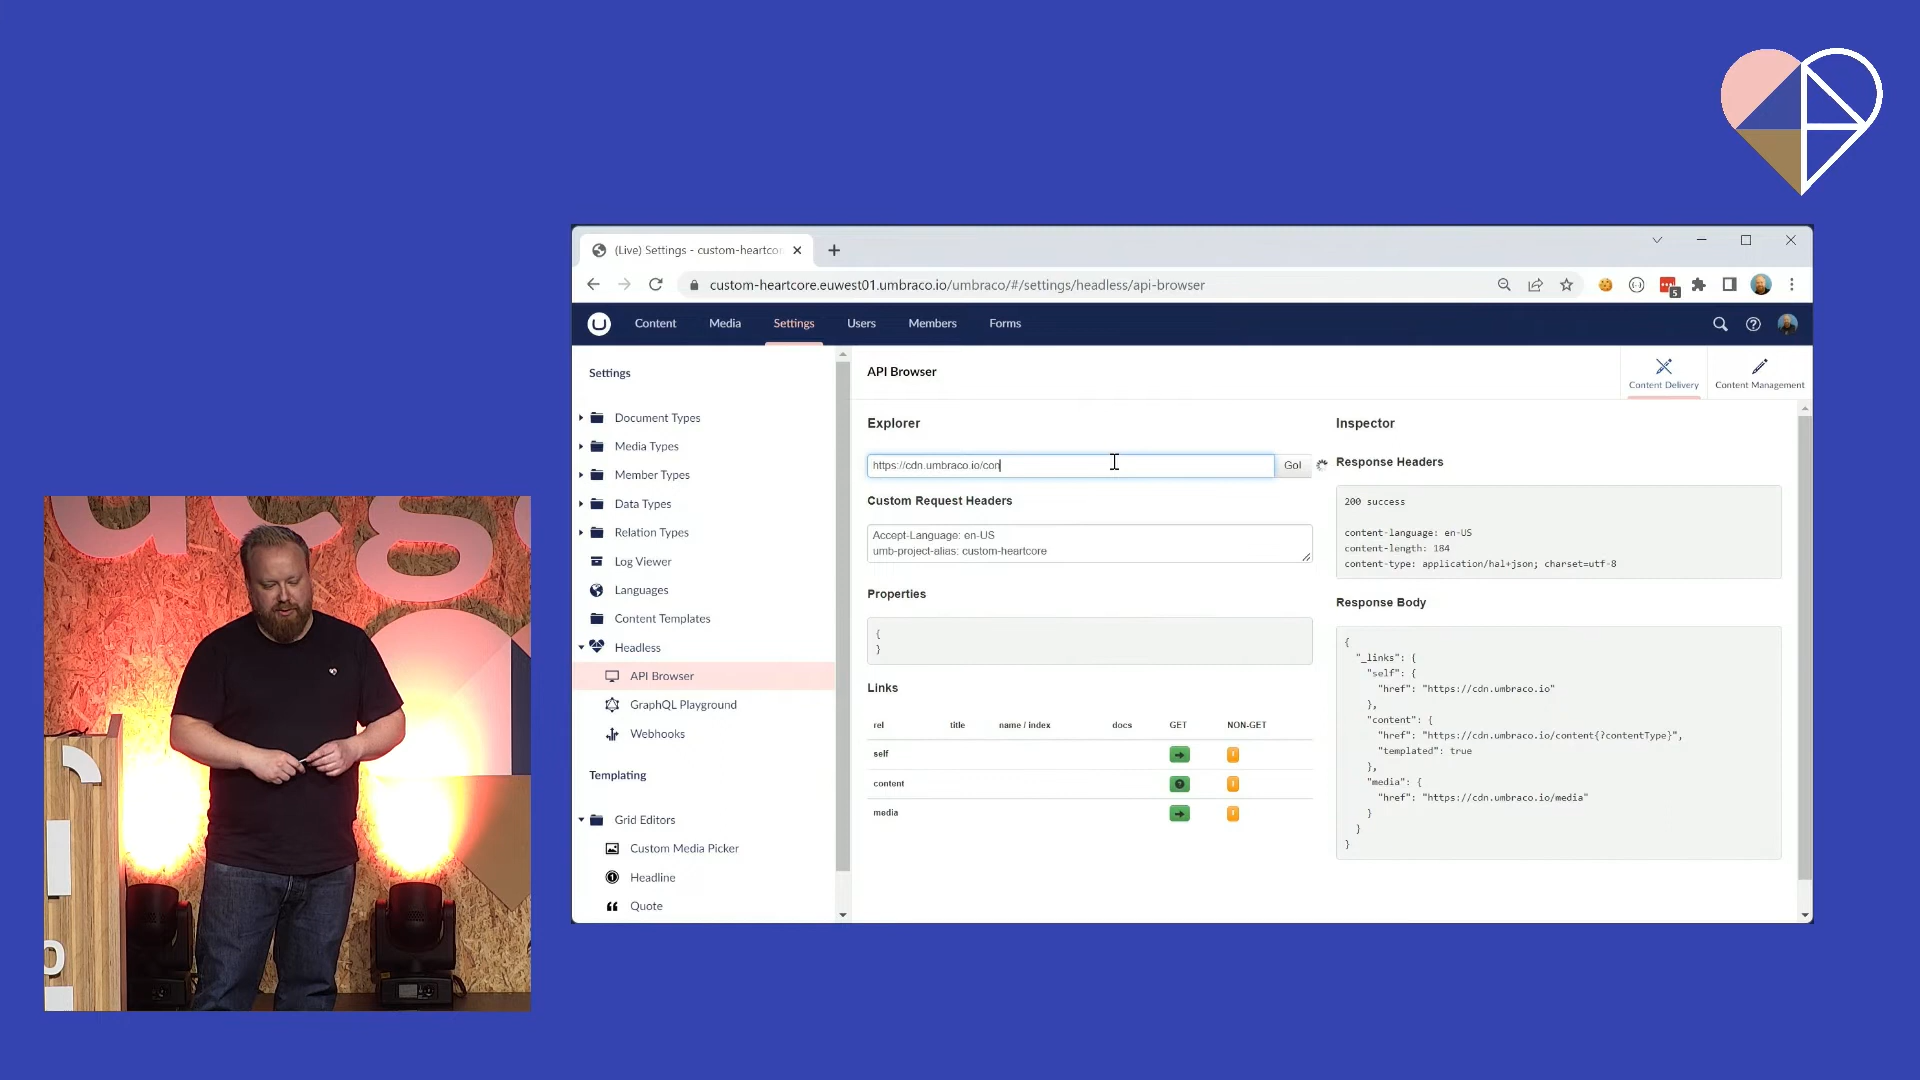 (Live) Settings - custom-heartco
custom-heartcore.euwest01.umbraco.io/umbraco/#/settings/headless/api-browser
5
Content
Media
Settings
Users
Members
Forms
Settings
Document Types
Media Types
Member Types
Data Types
Relation Types
Log Viewer
Languages
Content Templates
Headless
API Browser
GraphQL Playground
Webhooks
Templating
Grid Editors
Custom Media Picker
Headline
Quote
API Browser
Content Delivery
Content Management
Explorer
https://cdn.umbraco.io/con
Go!
Custom Request Headers
Accept-Language: en-US
umb-project-alias: custom-heartcore
Properties
{
}
Links
rel title name / index docs GET NON-GET
self
content
media
Inspector
Response Headers
200 success
content-language: en-US
content-length: 184
content-type: application/hal+json; charset=utf-8
Response Body
{
"_links": {
"self": {
"href": "https://cdn.umbraco.io"
},
"content": {
"href": "https://cdn.umbraco.io/content{?contentType}",
"templated": true
},
"media": {
"href": "https://cdn.umbraco.io/media"
}
}
}